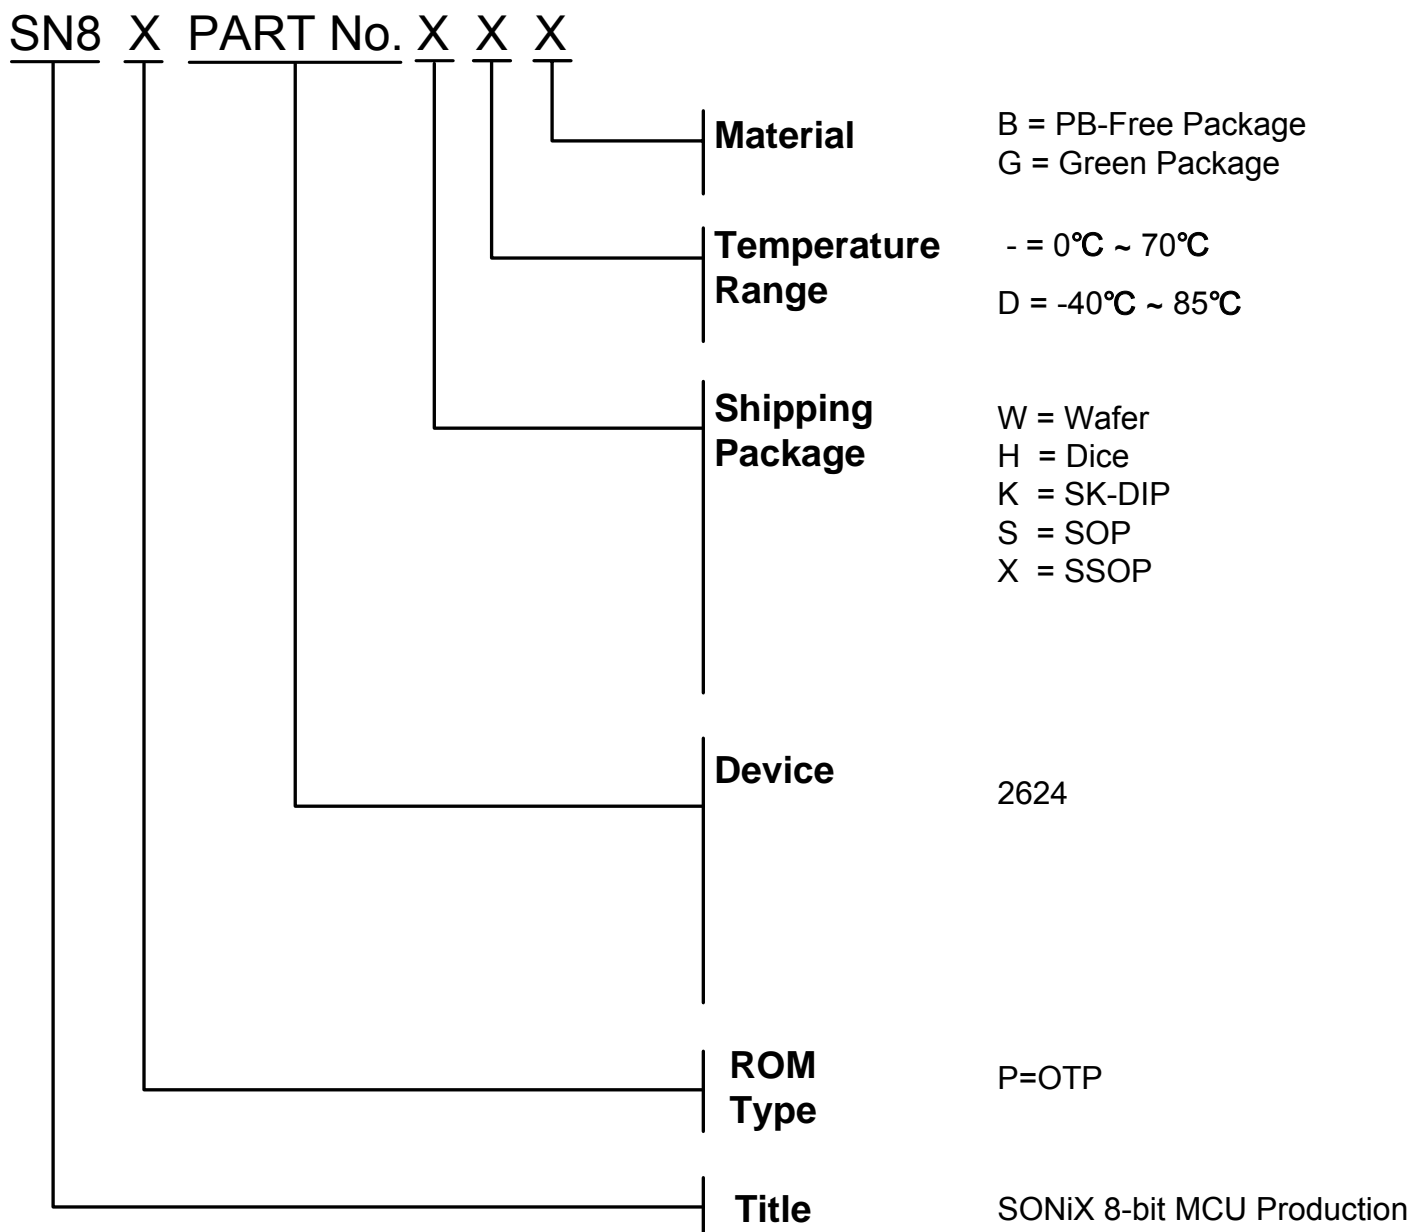 SN8 X PART No. X X X
Material
B = PB-Free Package
G = Green Package
Temperature
Range
- = 0℃ ~ 70℃
D = -40℃ ~ 85℃
Shipping
Package
W = Wafer
H = Dice
K = SK-DIP
S = SOP
X = SSOP
Device
2624
ROM
Type
P=OTP
Title
SONiX 8-bit MCU Production